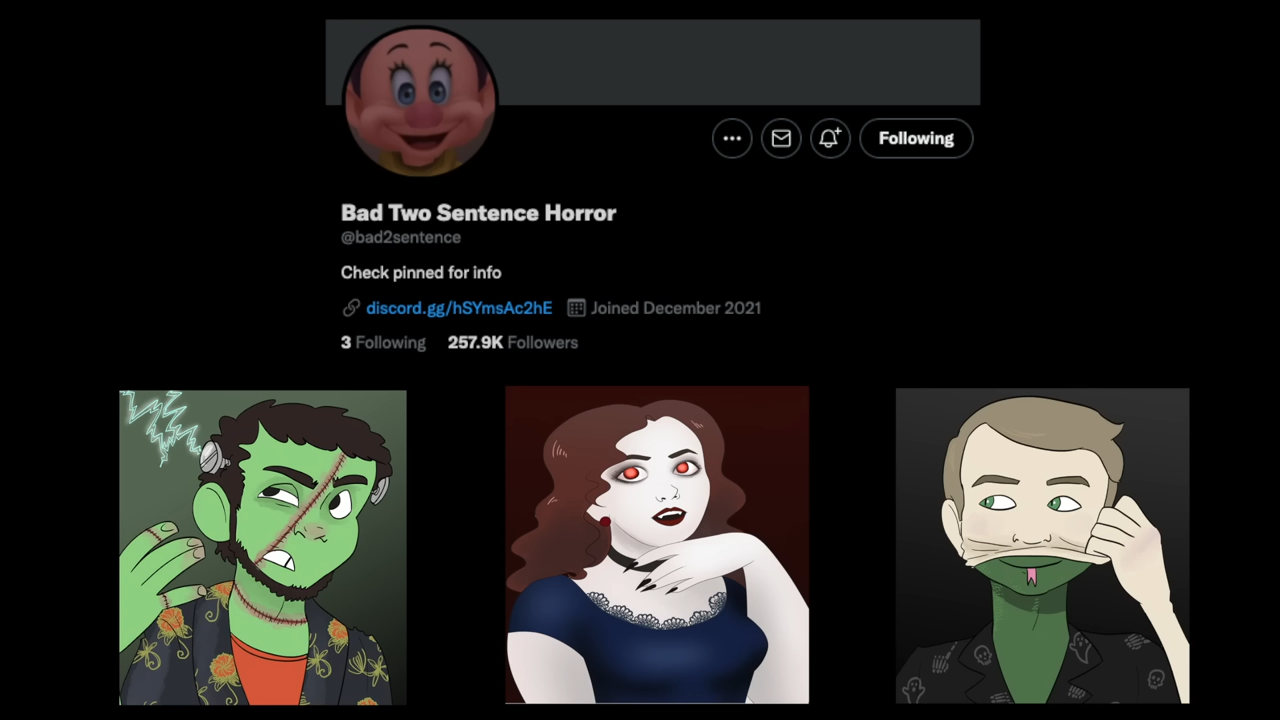 Following
Bad Two Sentence Horror
@bad2sentence
Check pinned for info
discord.gg/hSYmsAc2hE Joined December 2021
3 Following 257.9K Followers